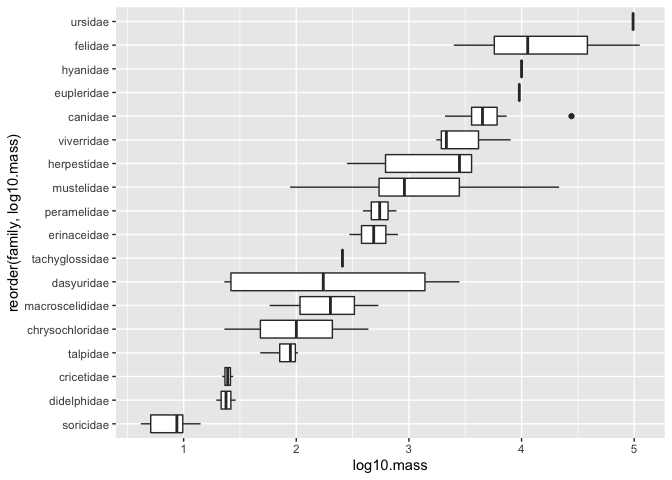 reorder(family, log10.mass)
ursidae
felidae
hyanidae
eupleridae
canidae
viverridae
herpestidae
mustelidae
peramelidae
erinaceidae
tachyglossidae
dasyuridae
macroscelididae
chrysochloridae
talpidae
cricetidae
didelphidae
soricidae
1 2 3 4 5
log10.mass